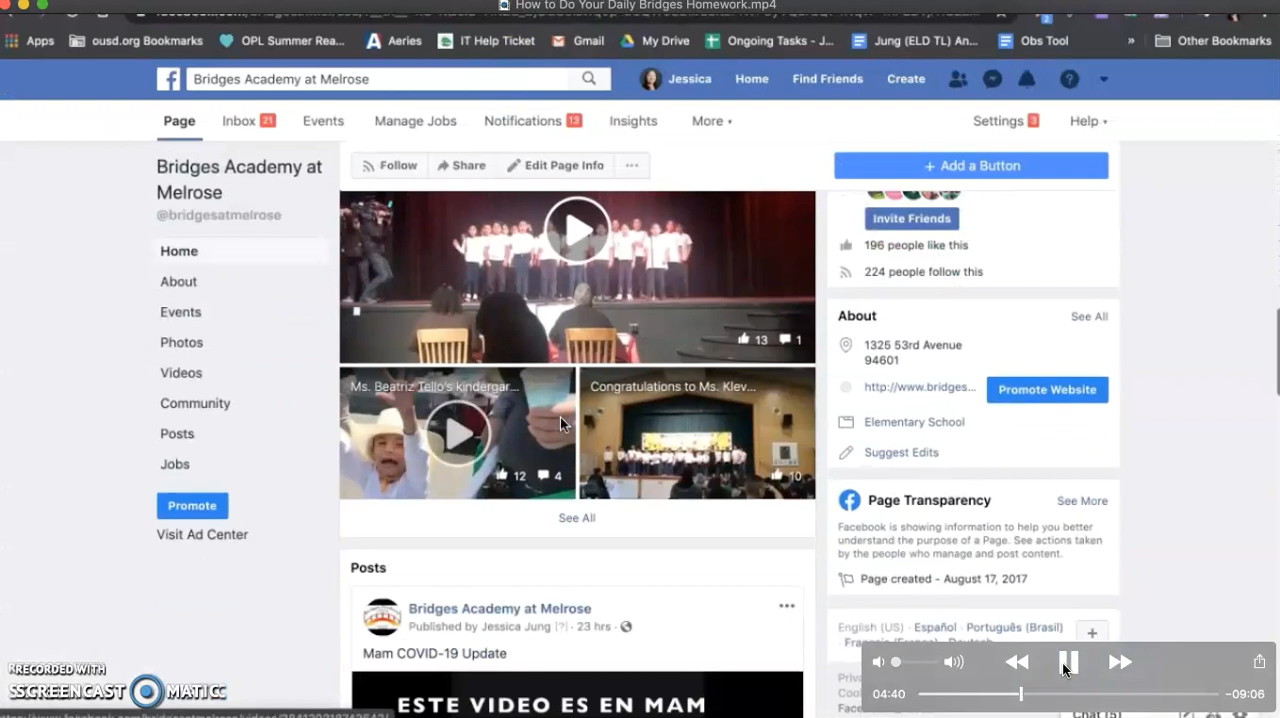 How to Do Your Daily Bridges Homework.mp4
Apps ousd.org Bookmarks OPL Summer Rea... Aeries IT Help Ticket Gmail My Drive Ongoing Tasks - J... Jung (ELD TL) An... Obs Tool » Other Bookmarks
Bridges Academy at Melrose Jessica Home Find Friends Create
Page Inbox 21 Events Manage Jobs Notifications 13 Insights More Settings 3 Help
Bridges Academy at
Melrose
@bridgesatmelrose
Home
About
Events
Photos
Videos
Community
Posts
Jobs
Promote
Visit Ad Center
Follow Share Edit Page Info ...
+ Add a Button
13 1
Ms. Beatriz Tello's kindergar...
12 4
Congratulations to Ms. Klev...
10
See All
Posts
Bridges Academy at Melrose
Published by Jessica Jung [?] · 23 hrs ·
Mam COVID-19 Update
ESTE VIDEO ES EN MAM
Invite Friends
196 people like this
224 people follow this
About See All
1325 53rd Avenue
94601
http://www.bridges... Promote Website
Elementary School
Suggest Edits
Page Transparency See More
Facebook is showing information to help you better
understand the purpose of a Page. See actions taken
by the people who manage and post content.
Page created - August 17, 2017
English (US) · Español · Português (Brasil)
04:40 -09:06
RECORDED WITH
SCREENCAST MATIC